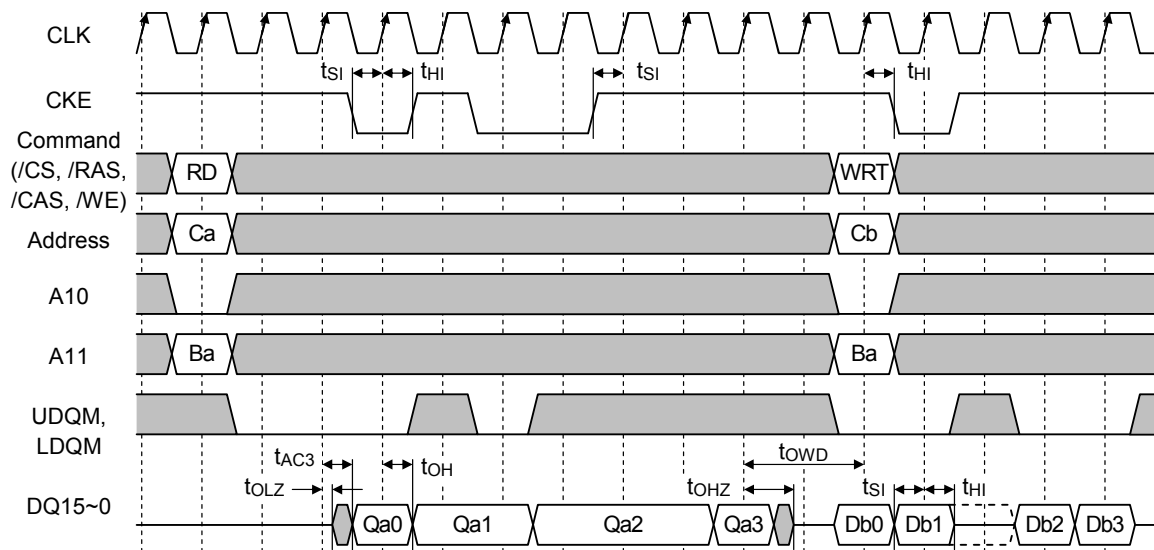 CLK
tSI
tHI
tSI
tHI
CKE
Command
(/CS, /RAS,
/CAS, /WE)
RD
WRT
Address
Ca
Cb
A10
A11
Ba
Ba
UDQM,
LDQM
tAC3
tOH
tOWD
tOLZ
tOHZ
tSI
tHI
DQ15~0
Qa0
Qa1
Qa2
Qa3
Db0
Db1
Db2
Db3